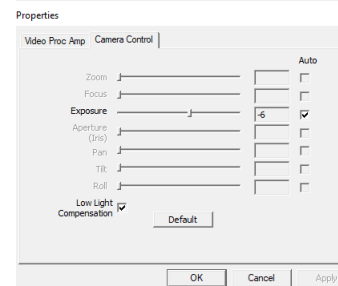 Properties
Video Proc Amp Camera Control
Auto
Zoom
Focus
Exposure -6
Aperture
(Iris)
Pan
Tilt
Roll
Low Light
Compensation
Default
OK Cancel Apply